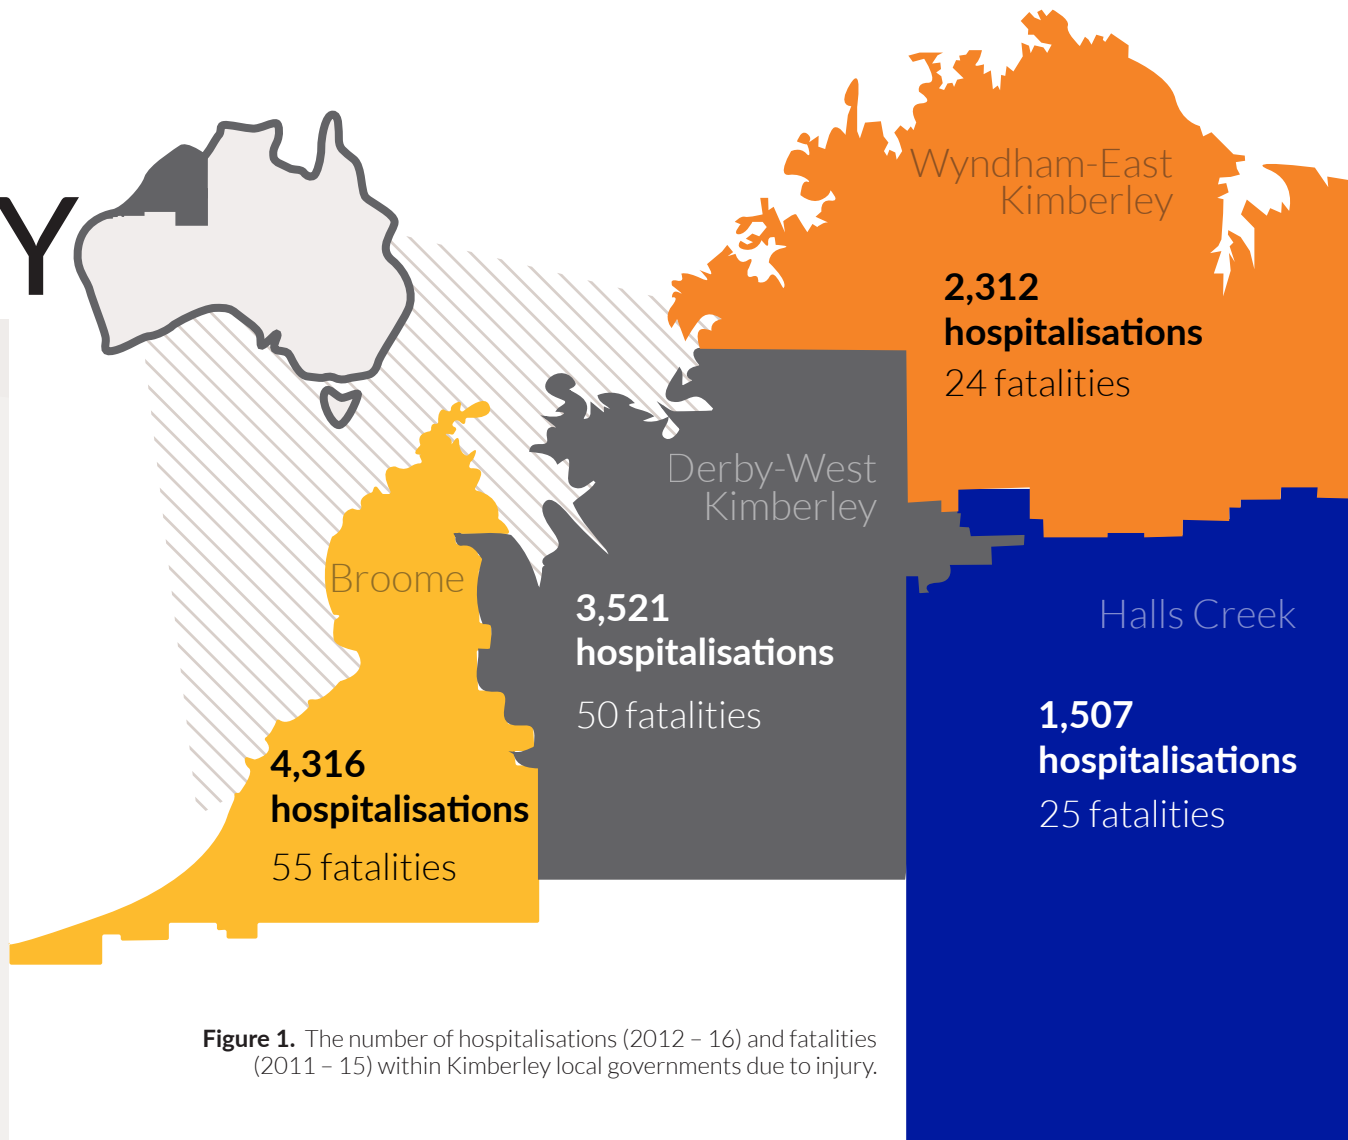 Y
Wyndham-East
Kimberley
2,312
hospitalisations
24 fatalities
Derby-West
Kimberley
3,521
hospitalisations
50 fatalities
Broome
4,316
hospitalisations
55 fatalities
Halls Creek
1,507
hospitalisations
25 fatalities
Figure 1. The number of hospitalisations (2012 – 16) and fatalities
(2011 – 15) within Kimberley local governments due to injury.